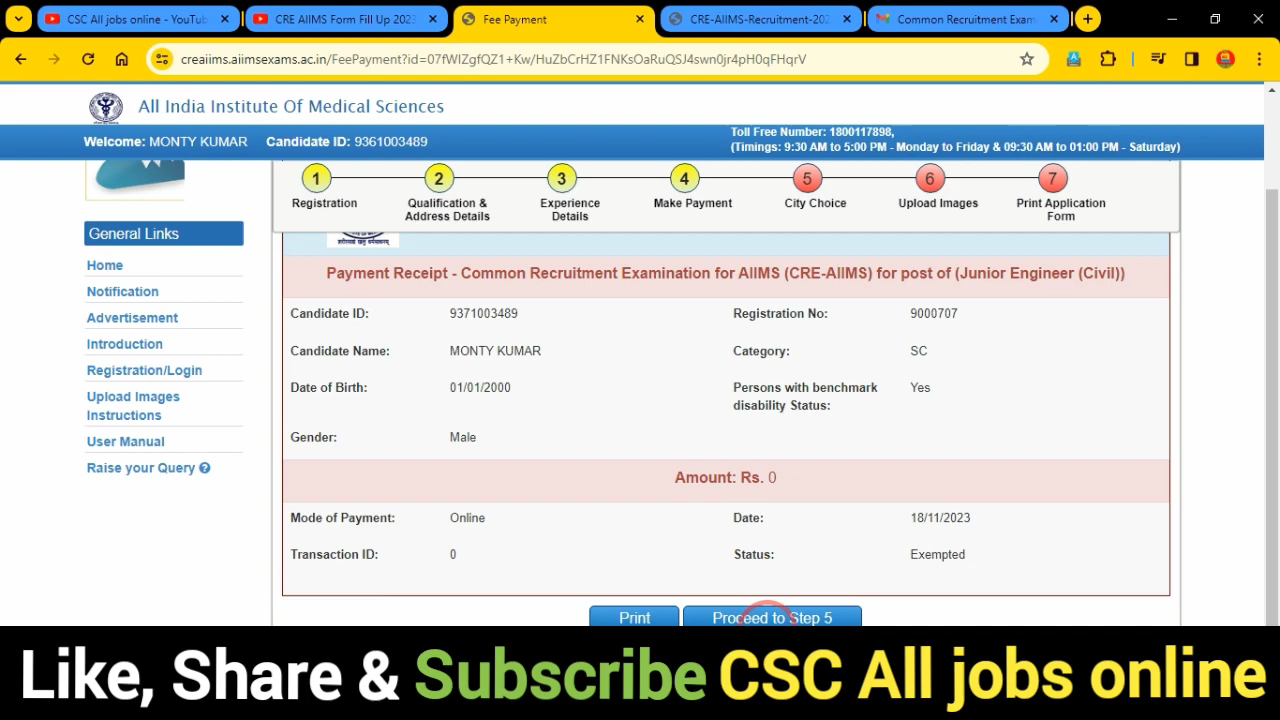 CSC All jobs online - YouTub
CRE AIIMS Form Fill Up 2023
Fee Payment
CRE-AIIMS-Recruitment-202
Common Recruitment Exam
creaiims.aiimsexams.ac.in/FeePayment?id=07fWIZgfQZ1+Kw/HuZbCrHZ1FNKsOaRuQSJ4swn0jr4pH0qFHqrV
All India Institute Of Medical Sciences
Welcome: MONTY KUMAR Candidate ID: 9361003489
Toll Free Number: 1800117898,
(Timings: 9:30 AM to 5:00 PM - Monday to Friday & 09:30 AM to 01:00 PM - Saturday)
1 2 3 4 5 6 7
Registration
Qualification & Address Details
Experience Details
Make Payment
City Choice
Upload Images
Print Application Form
General Links
Home
Notification
Advertisement
Introduction
Registration/Login
Upload Images
Instructions
User Manual
Raise your Query ?
Payment Receipt - Common Recruitment Examination for AIIMS (CRE-AIIMS) for post of (Junior Engineer (Civil))
Candidate ID: 9371003489 Registration No: 9000707
Candidate Name: MONTY KUMAR Category: SC
Date of Birth: 01/01/2000 Persons with benchmark disability Status: Yes
Gender: Male
Amount: Rs. 0
Mode of Payment: Online Date: 18/11/2023
Transaction ID: 0 Status: Exempted
Print Proceed to Step 5
Like, Share & Subscribe CSC All jobs online